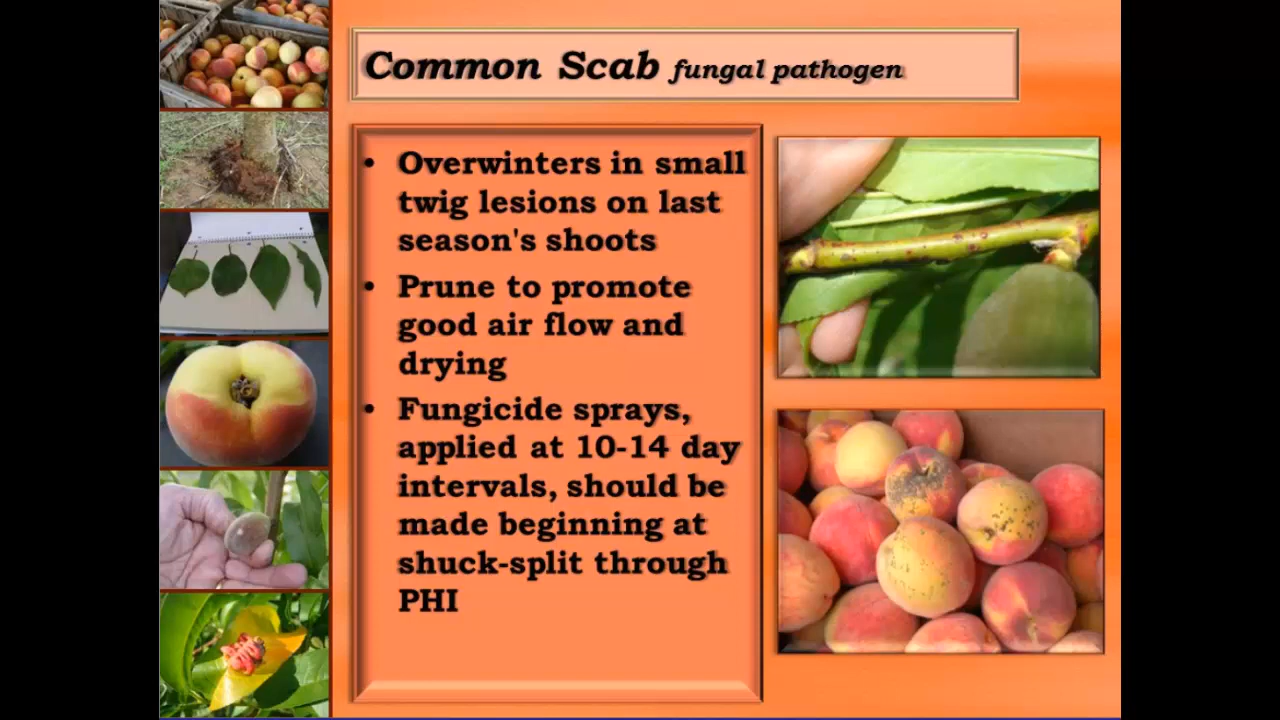 Common Scab fungal pathogen
• Overwinters in small
twig lesions on last
season's shoots
• Prune to promote
good air flow and
drying
• Fungicide sprays,
applied at 10-14 day
intervals, should be
made beginning at
shuck-split through
PHI